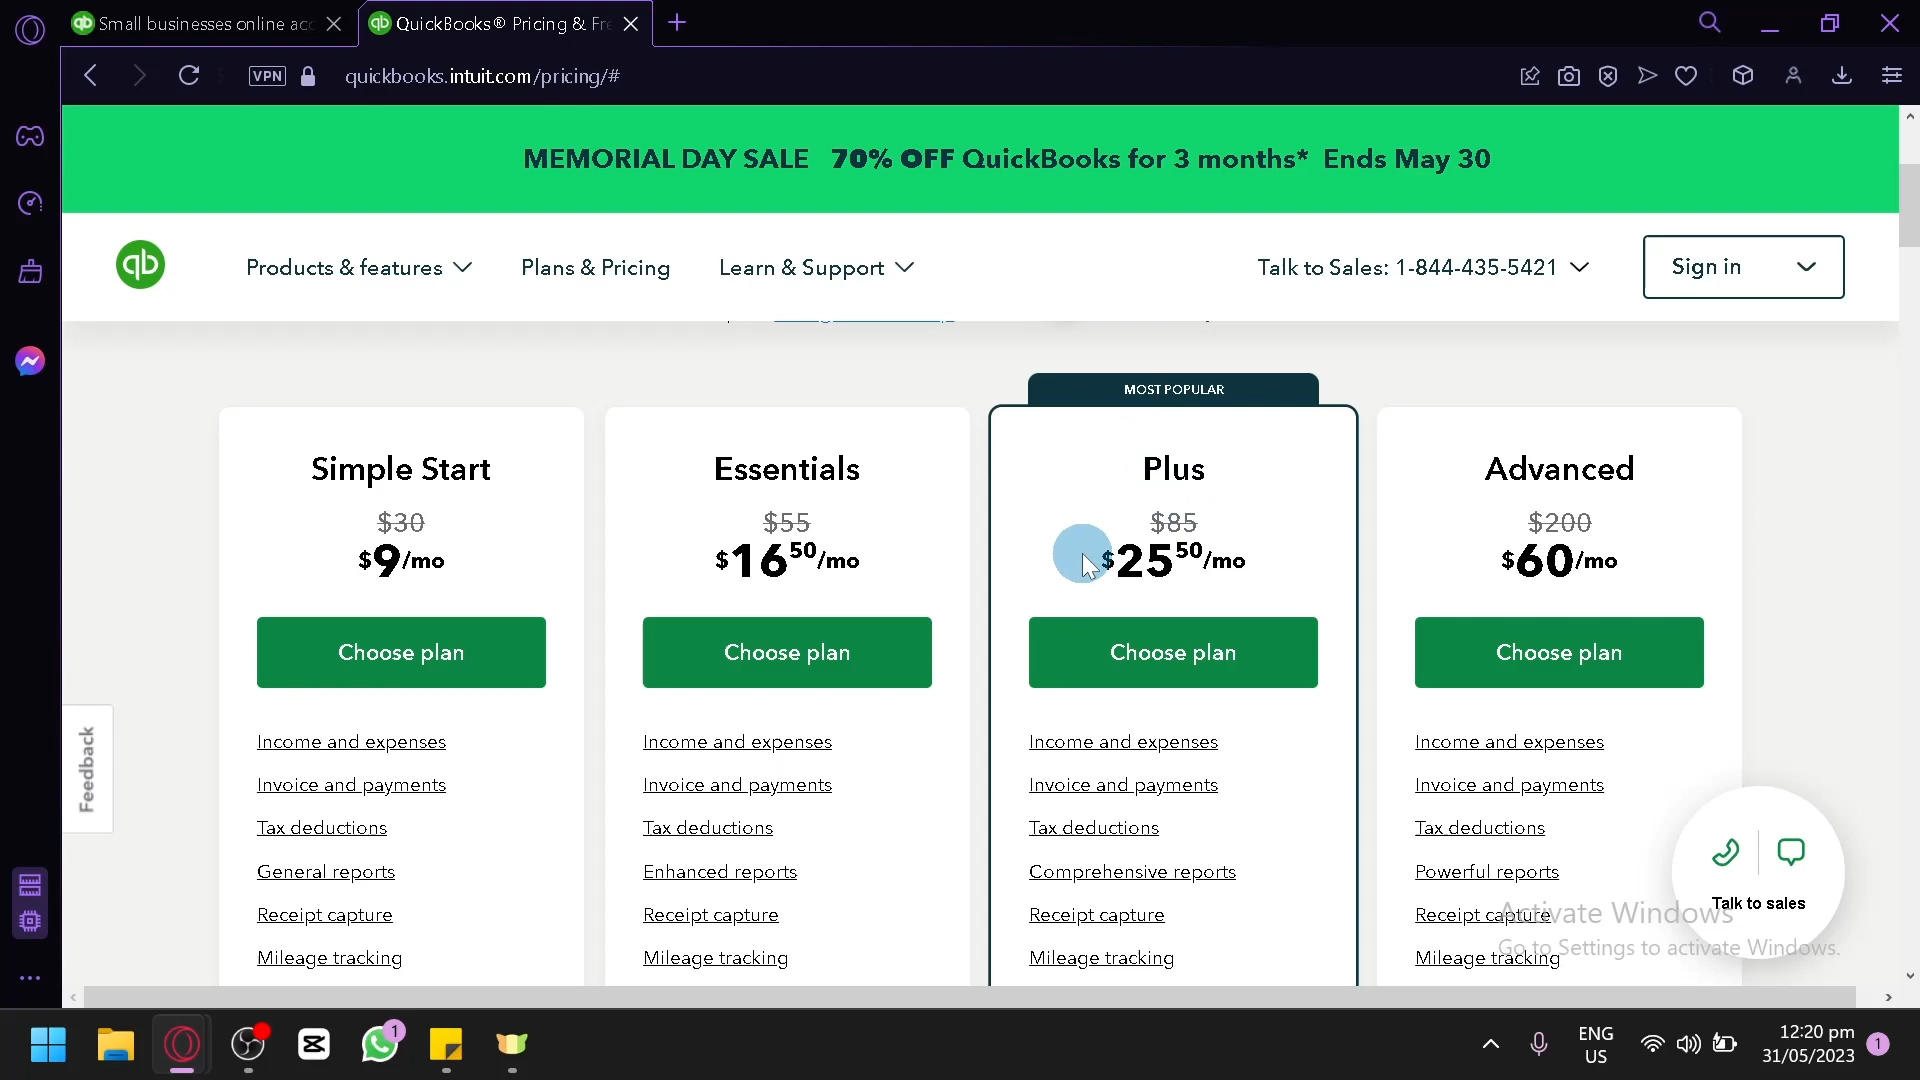 Small businesses online acc
QuickBooks® Pricing & Fre
VPN
quickbooks.intuit.com/pricing/#
MEMORIAL DAY SALE 70% OFF QuickBooks for 3 months* Ends May 30
qb
Products & features
Plans & Pricing
Learn & Support
Talk to Sales: 1-844-435-5421
Sign in
MOST POPULAR
Simple Start
$30
$9/mo
Choose plan
Income and expenses
Invoice and payments
Tax deductions
General reports
Receipt capture
Mileage tracking
Essentials
$55
$1650/mo
Choose plan
Income and expenses
Invoice and payments
Tax deductions
Enhanced reports
Receipt capture
Mileage tracking
Plus
$85
$2550/mo
Choose plan
Income and expenses
Invoice and payments
Tax deductions
Comprehensive reports
Receipt capture
Mileage tracking
Advanced
$200
$60/mo
Choose plan
Income and expenses
Invoice and payments
Tax deductions
Powerful reports
Receipt capture
Mileage tracking
Feedback
Talk to sales
Activate Windows
Go to Settings to activate Windows.
1
ENG
US
12:20 pm
31/05/2023
1